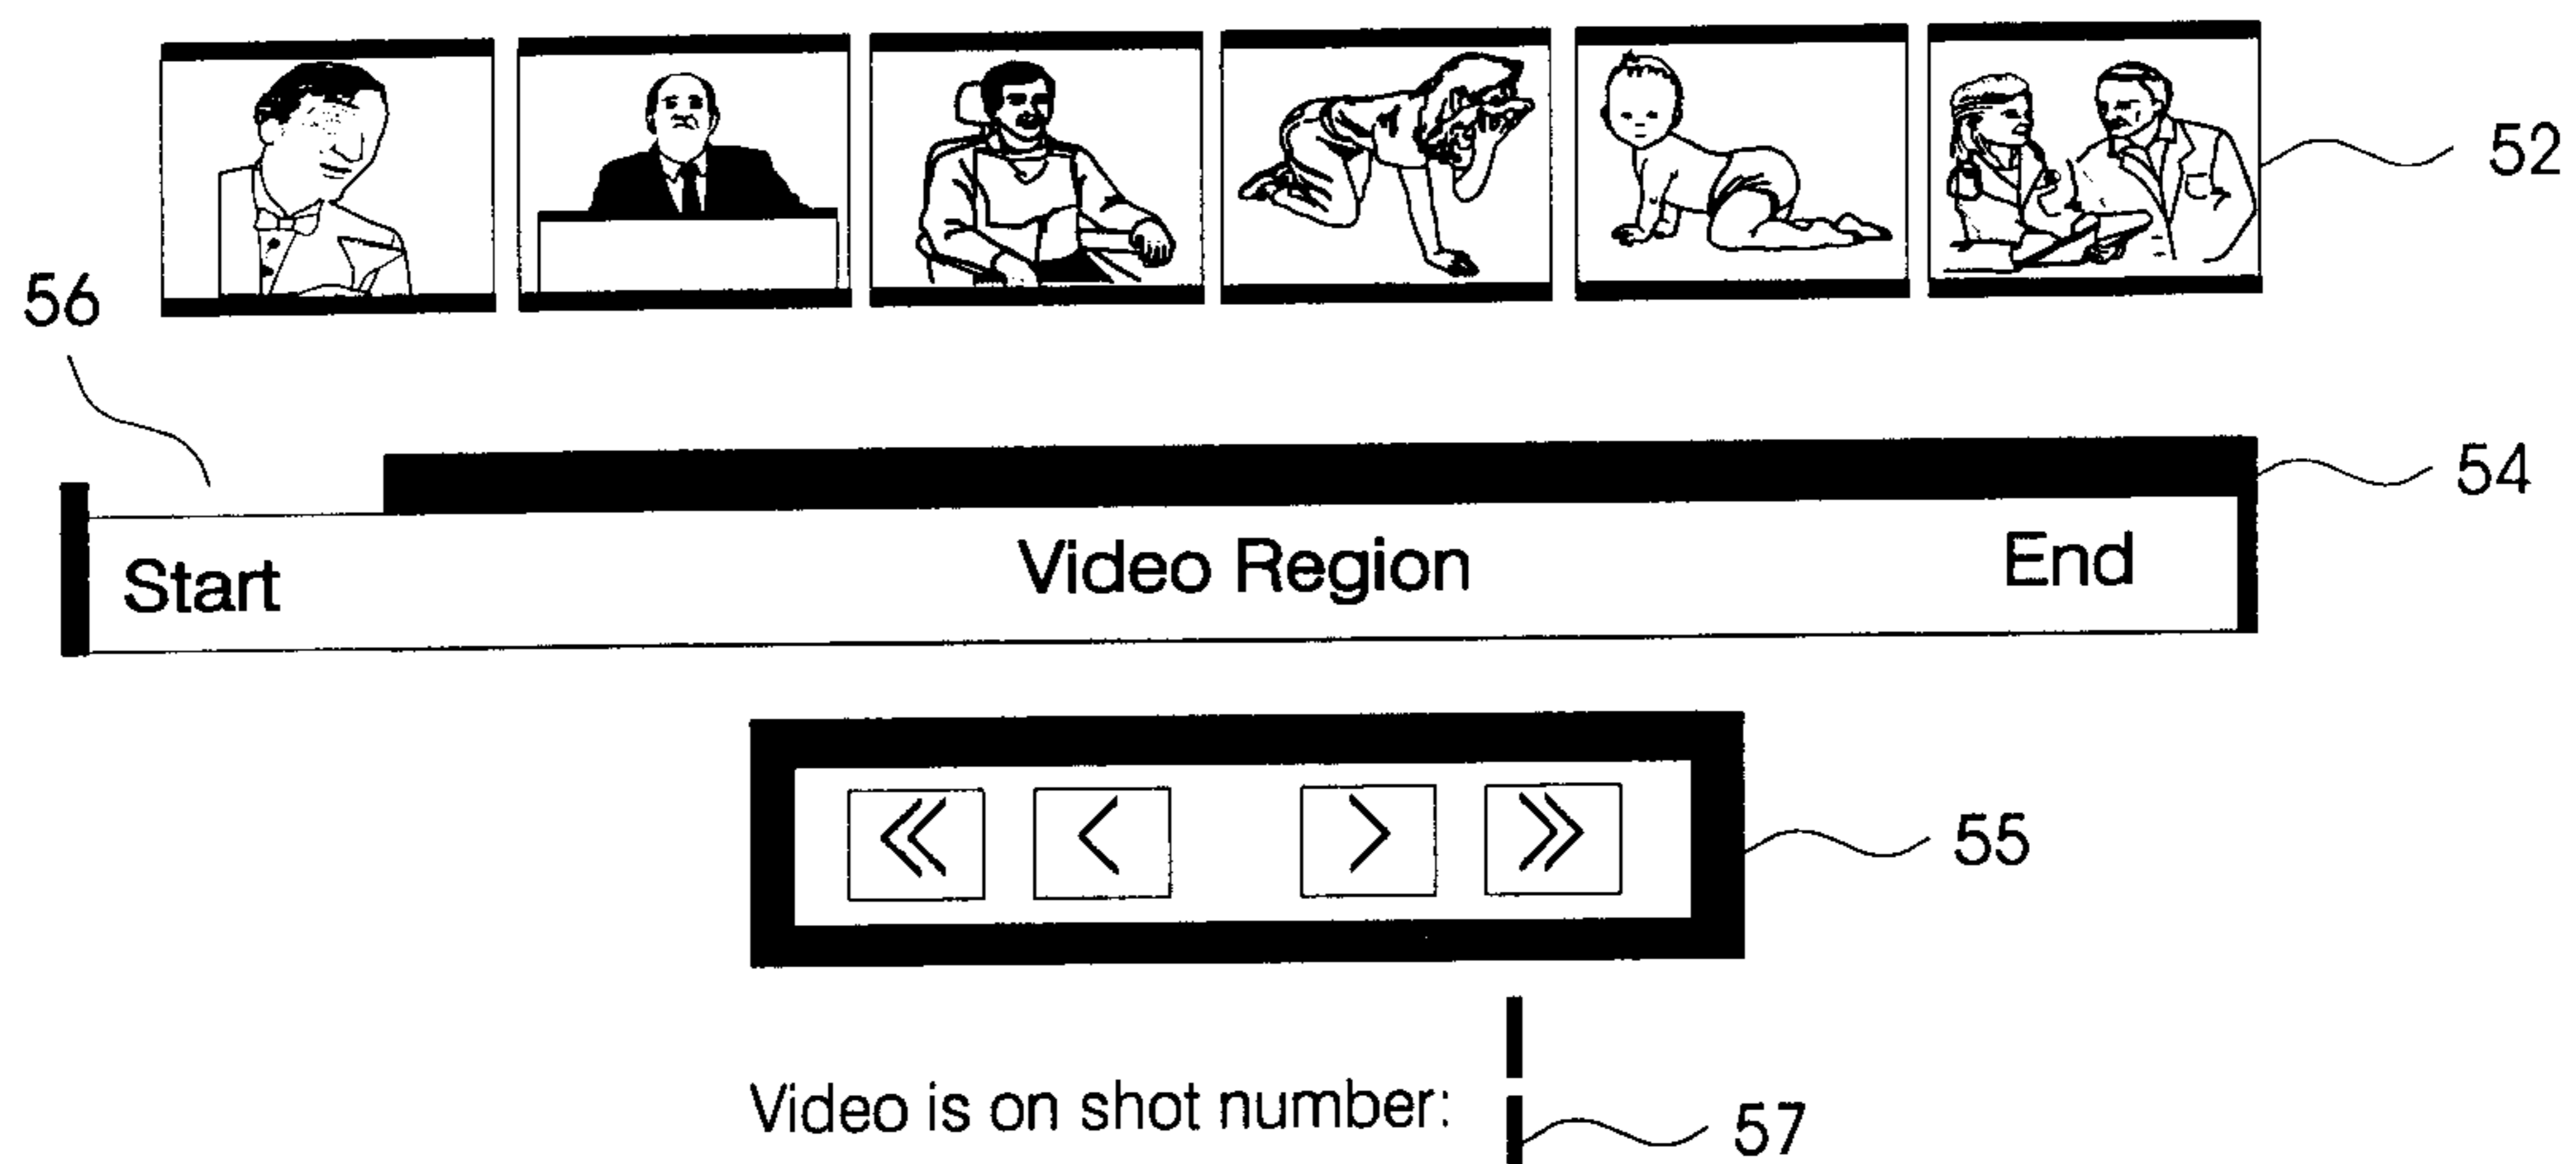 52
56
54
Start Video Region End
« < > »
55
Video is on shot number:
57